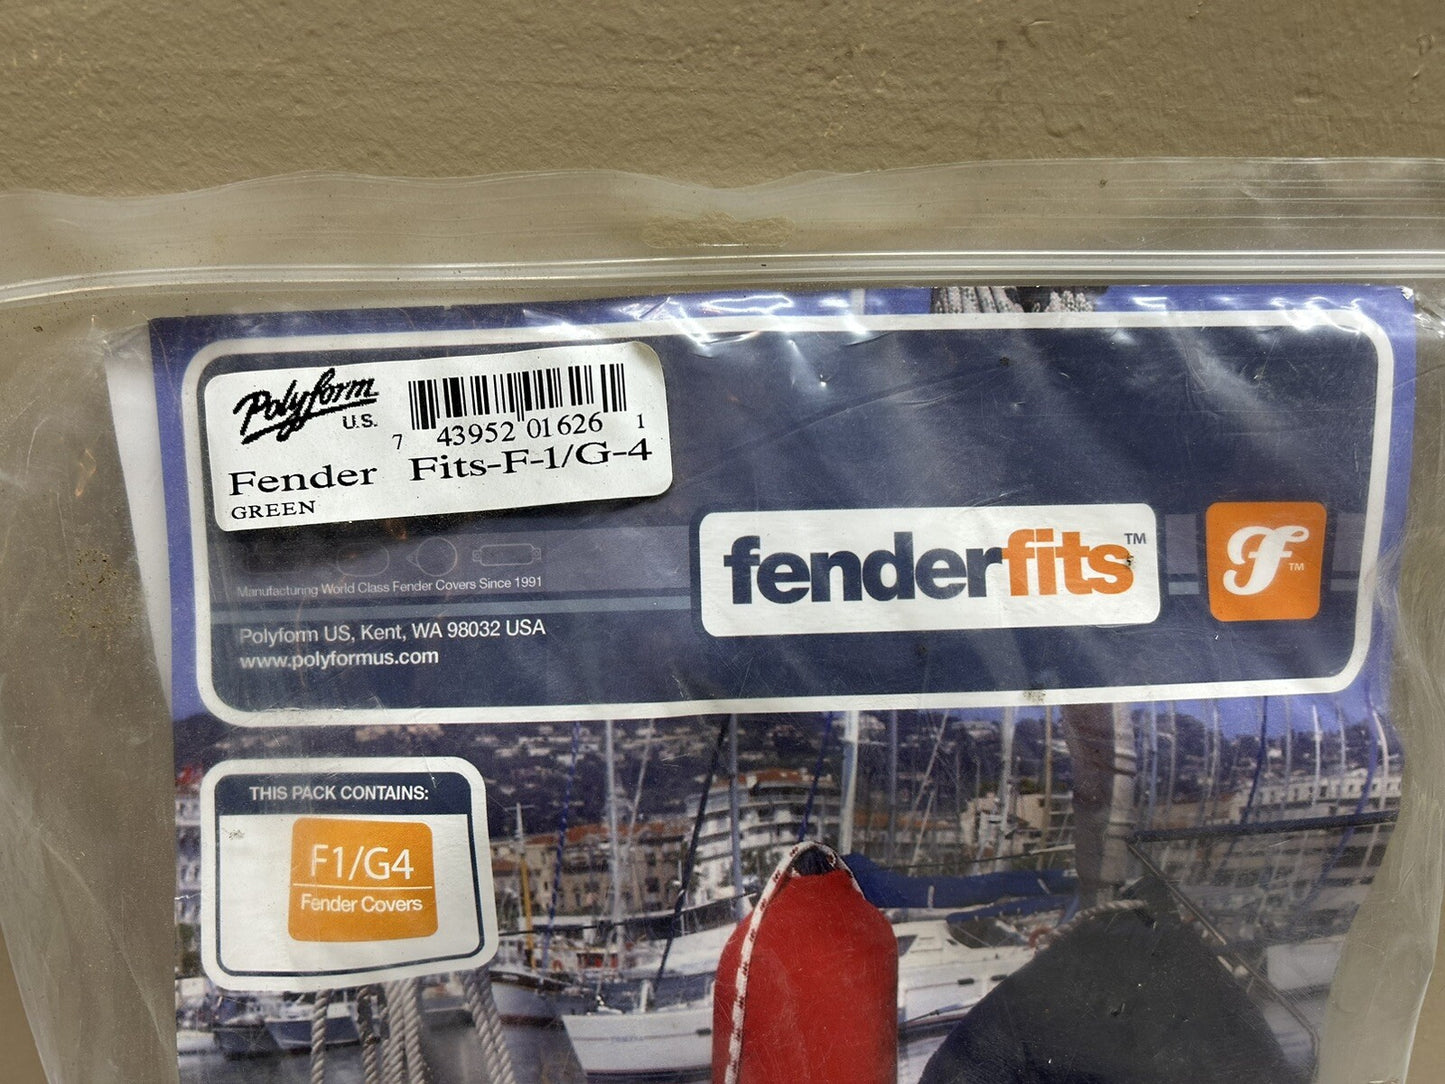 Polyform
U.S.
7 43952 01626 1
Fender Fits-F-1/G-4
GREEN
Manufacturing World Class Fender Covers Since 1991
Polyform US, Kent, WA 98032 USA
www.polyformus.com
fenderfits™
f™
THIS PACK CONTAINS:
F1/G4
Fender Covers